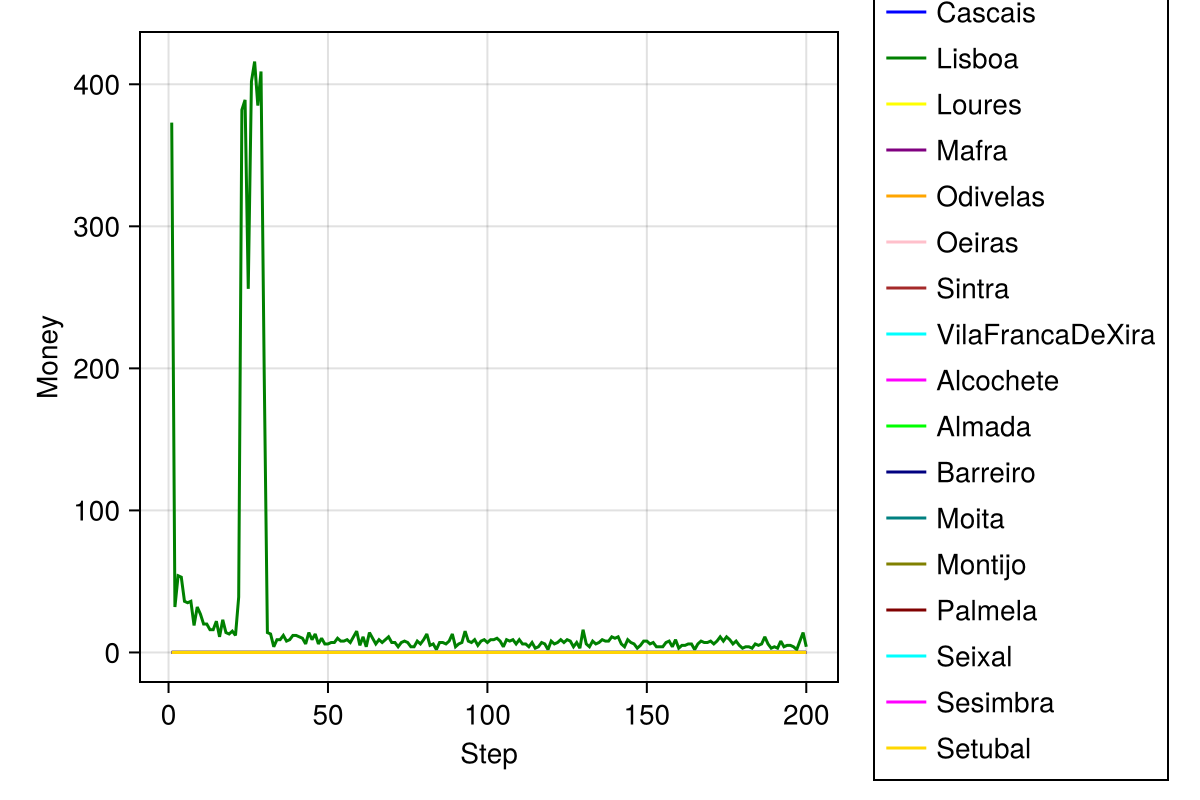 400
300
200
100
0
Money
0
50
100
150
200
Step
Cascais
Lisboa
Loures
Mafra
Odivelas
Oeiras
Sintra
VilaFrancaDeXira
Alcochete
Almada
Barreiro
Moita
Montijo
Palmela
Seixal
Sesimbra
Setubal